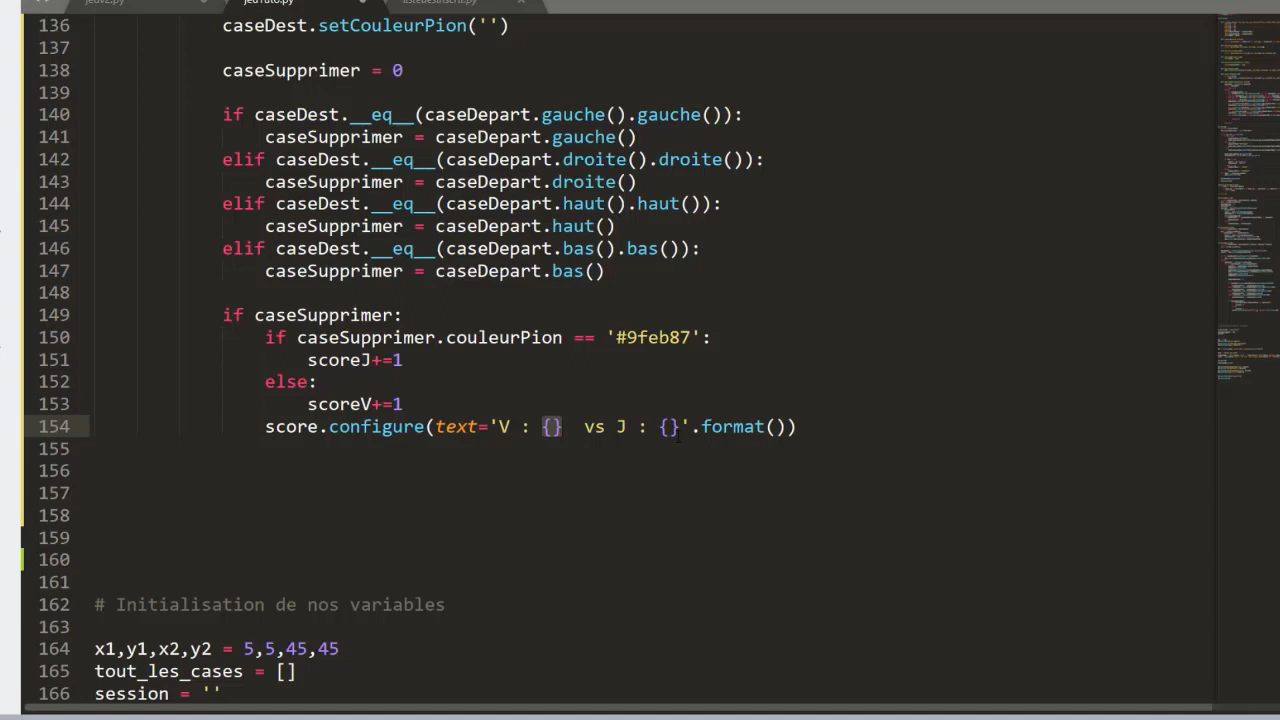 jeuv2.py jeuTuto.py
136 caseDest.setCouleurPion('')
137
138 caseSupprimer = 0
139
140 if caseDest.__eq__(caseDepart.gauche().gauche()):
141 caseSupprimer = caseDepart.gauche()
142 elif caseDest.__eq__(caseDepart.droite().droite()):
143 caseSupprimer = caseDepart.droite()
144 elif caseDest.__eq__(caseDepart.haut().haut()):
145 caseSupprimer = caseDepart.haut()
146 elif caseDest.__eq__(caseDepart.bas().bas()):
147 caseSupprimer = caseDepart.bas()
148
149 if caseSupprimer:
150 if caseSupprimer.couleurPion == '#9feb87':
151 scoreJ+=1
152 else:
153 scoreV+=1
154 score.configure(text='V : {}  vs J : {}'.format())
155
156
157
158
159
160
161
162 # Initialisation de nos variables
163
164 x1,y1,x2,y2 = 5,5,45,45
165 tout_les_cases = []
166 session = ''